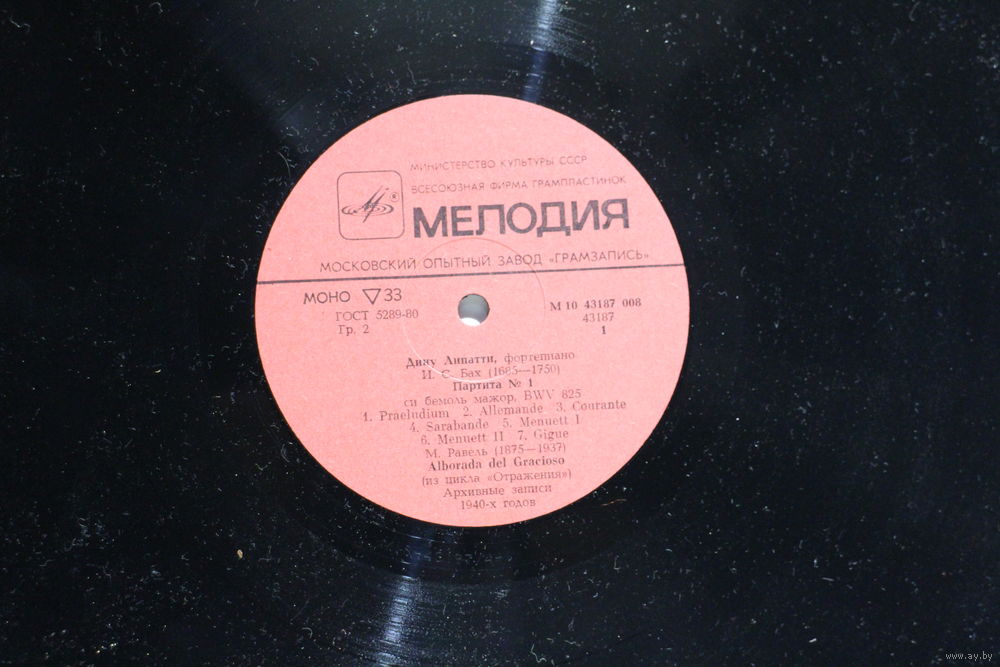 МИНИСТЕРСТВО КУЛЬТУРЫ СССР
ВСЕСОЮЗНАЯ ФИРМА ГРАМПЛАСТИНОК
®
МЕЛОДИЯ
МОСКОВСКИЙ ОПЫТНЫЙ ЗАВОД «ГРАМЗАПИСЬ»
МОНО ▽33
ГОСТ 5289-80
Гр. 2
М 10 43187 008
43187
1
Дину Липатти, фортепиано
И. С. Бах (1685—1750)
Партита № 1
си бемоль мажор, BWV 825
1. Praeludium 2. Allemande 3. Courante
4. Sarabande 5. Menuett I
6. Menuett II 7. Gigue
М. Равель (1875—1937)
Alborada del Gracioso
(из цикла «Отражения»)
Архивные записи
1940-х годов
www.ay.by